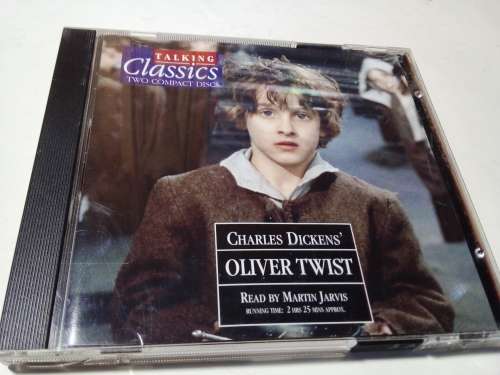 TALKING
Classics
TWO COMPACT DISCS
CHARLES DICKENS'
OLIVER TWIST
READ BY MARTIN JARVIS
RUNNING TIME: 2 HRS 25 MINS APPROX.